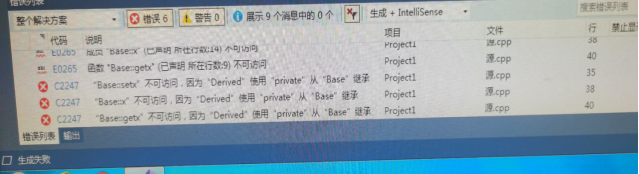 错误列表
整个解决方案 错误 6 警告 0 展示 9 个消息中的 0 个 生成 + IntelliSense 搜索错误列表
代码 说明 项目 文件 行
E0265 成员 "Base::x" (已声明 所在行数:14) 不可访问 Project1 源.cpp 38
E0265 函数 "Base::getx" (已声明 所在行数:9) 不可访问 Project1 源.cpp 40
C2247 "Base::setx" 不可访问, 因为 "Derived" 使用 "private" 从 "Base" 继承 Project1 源.cpp 35
C2247 "Base::x" 不可访问, 因为 "Derived" 使用 "private" 从 "Base" 继承 Project1 源.cpp 38
C2247 "Base::getx" 不可访问, 因为 "Derived" 使用 "private" 从 "Base" 继承 Project1 源.cpp 40
错误列表 输出
生成失败